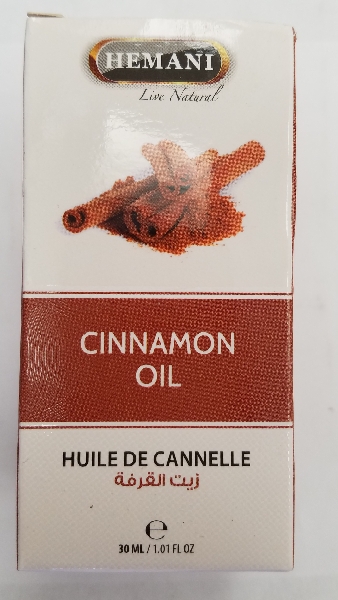 HEMANI
Live Natural
CINNAMON
OIL
HUILE DE CANNELLE
زيت القرفة
e
30 ML / 1.01 FL OZ